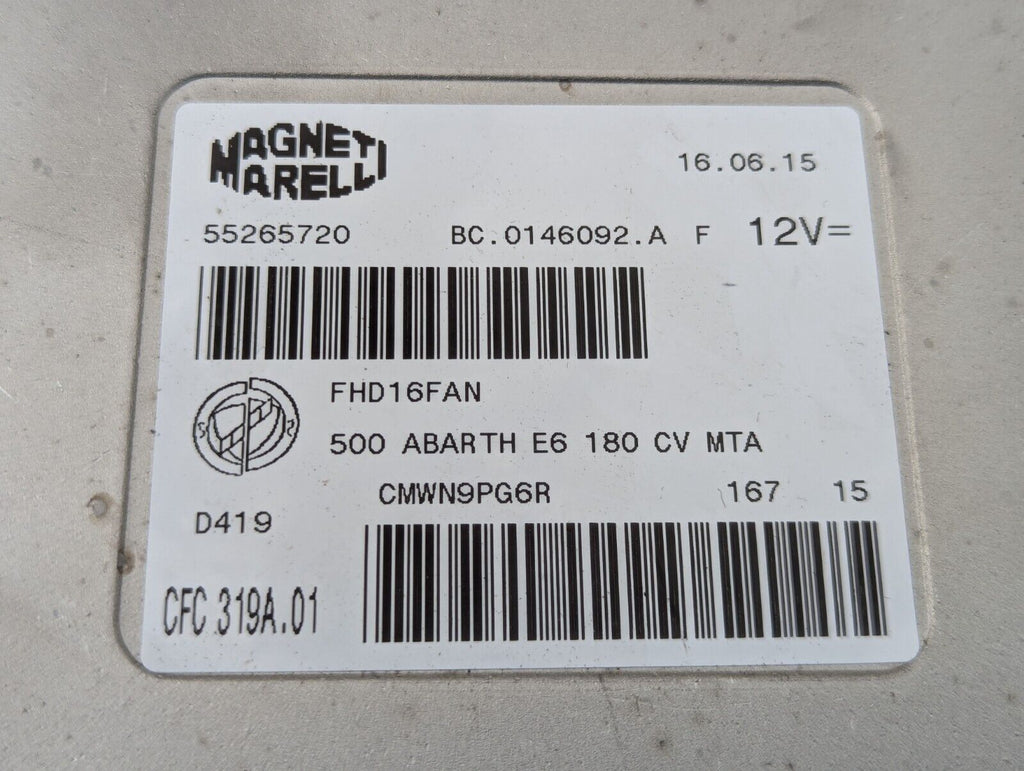 MAGNETI
MARELLI
16.06.15
55265720 BC.0146092.A F 12V=
FHD16FAN
500 ABARTH E6 180 CV MTA
CMWN9PG6R 167 15
D419
CFC 319A.01